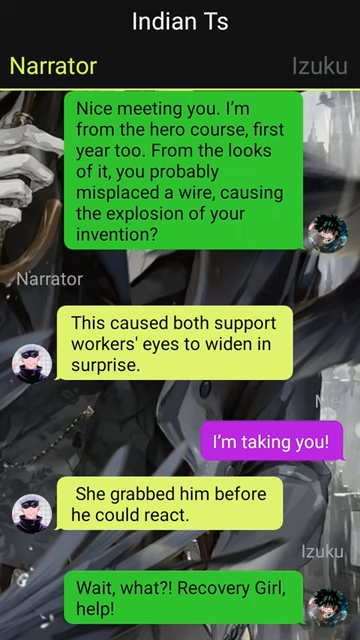 Indian Ts
Narrator
Izuku
Nice meeting you. I’m
from the hero course, first
year too. From the looks
of it, you probably
misplaced a wire, causing
the explosion of your
invention?
Narrator
This caused both support
workers' eyes to widen in
surprise.
I’m taking you!
She grabbed him before
he could react.
Izuku
Wait, what?! Recovery Girl,
help!